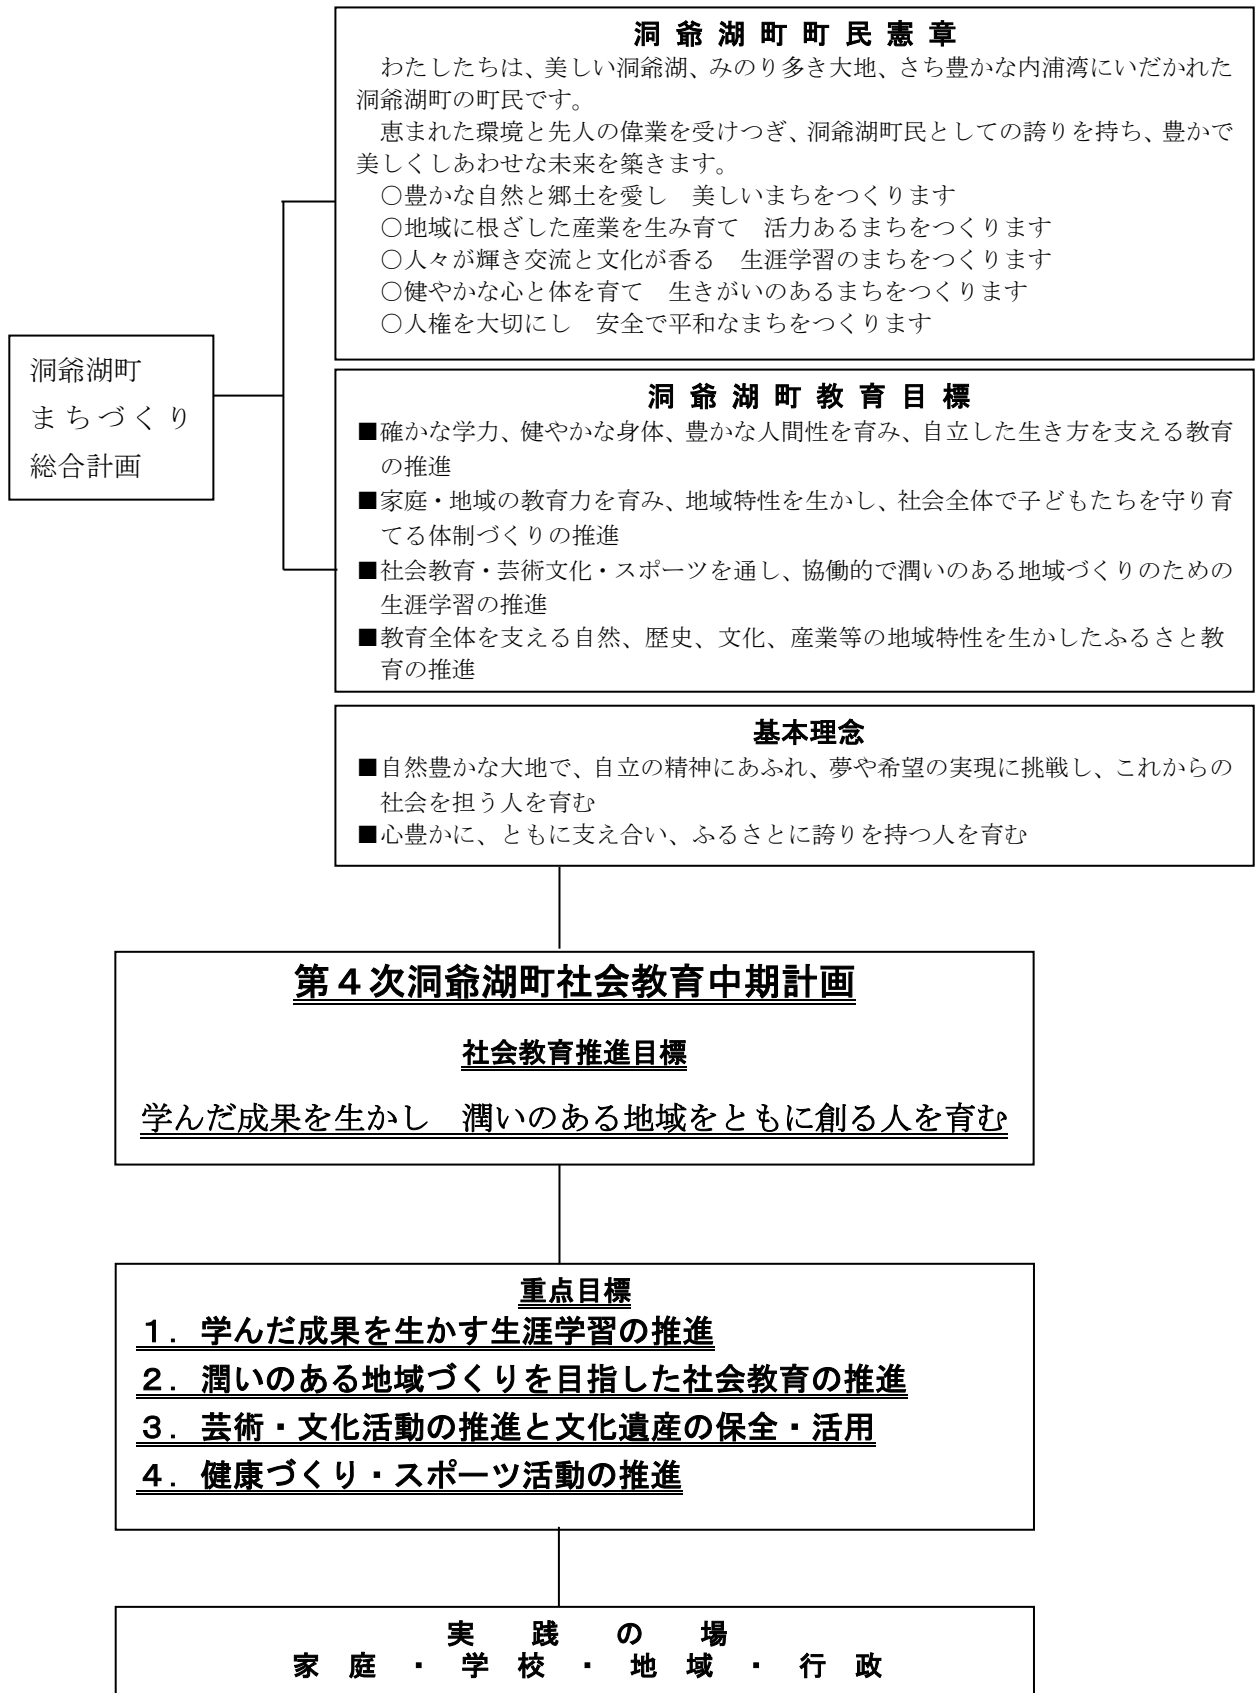 洞爺湖町町民憲章
わたしたちは、美しい洞爺湖、みのり多き大地、さち豊かな内浦湾にいだかれた
洞爺湖町の町民です。
恵まれた環境と先人の偉業を受けつぎ、洞爺湖町民としての誇りを持ち、豊かで
美しくしあわせな未来を築きます。
○豊かな自然と郷土を愛し　美しいまちをつくります
○地域に根ざした産業を生み育て　活力あるまちをつくります
○人々が輝き交流と文化が香る　生涯学習のまちをつくります
○健やかな心と体を育て　生きがいのあるまちをつくります
○人権を大切にし　安全で平和なまちをつくります
洞爺湖町
まちづくり
総合計画
洞爺湖町教育目標
■確かな学力、健やかな身体、豊かな人間性を育み、自立した生き方を支える教育
の推進
■家庭・地域の教育力を育み、地域特性を生かし、社会全体で子どもたちを守り育
てる体制づくりの推進
■社会教育・芸術文化・スポーツを通し、協働的で潤いのある地域づくりのための
生涯学習の推進
■教育全体を支える自然、歴史、文化、産業等の地域特性を生かしたふるさと教
育の推進
基本理念
■自然豊かな大地で、自立の精神にあふれ、夢や希望の実現に挑戦し、これからの
社会を担う人を育む
■心豊かに、ともに支え合い、ふるさとに誇りを持つ人を育む
第４次洞爺湖町社会教育中期計画
社会教育推進目標
学んだ成果を生かし　潤いのある地域をともに創る人を育む
重点目標
１．学んだ成果を生かす生涯学習の推進
２．潤いのある地域づくりを目指した社会教育の推進
３．芸術・文化活動の推進と文化遺産の保全・活用
４．健康づくり・スポーツ活動の推進
実　践　の　場
家　庭　・　学　校　・　地　域　・　行　政